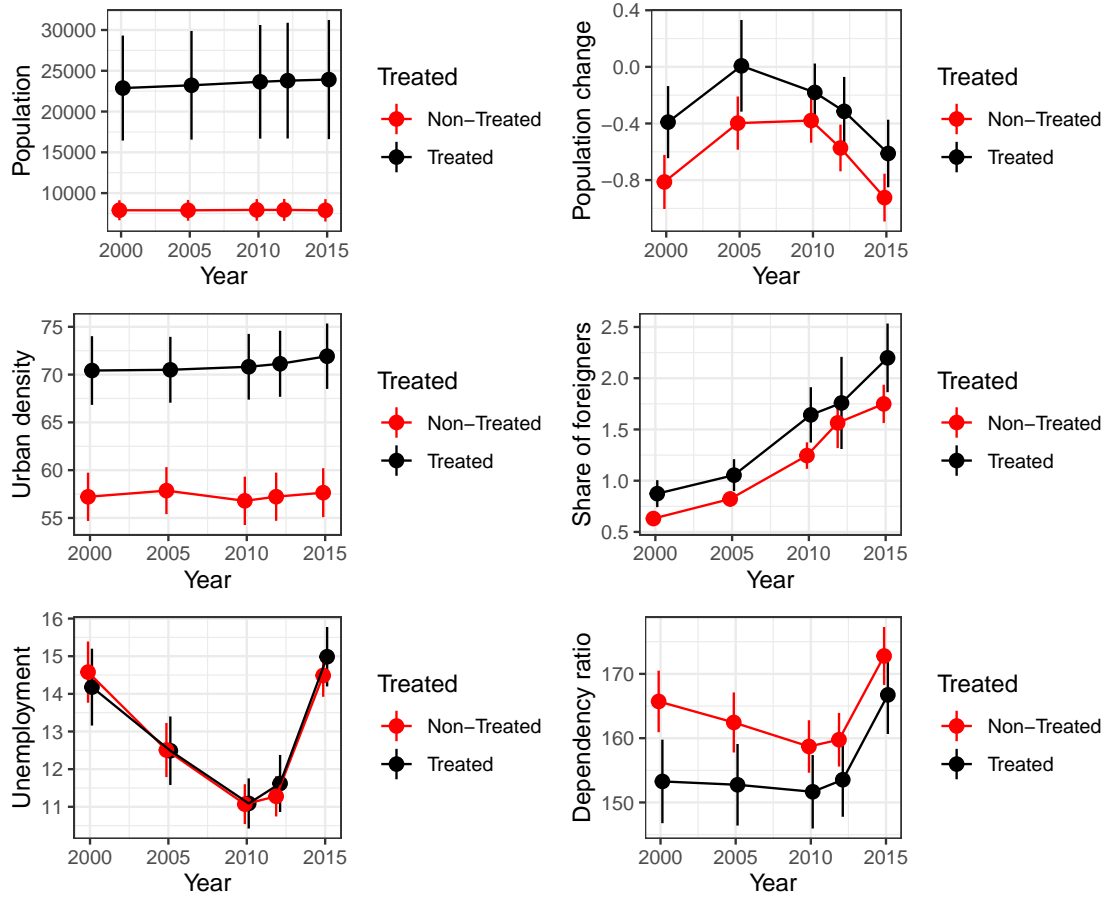 Population
30000
25000
20000
15000
10000
2000
2005
2010
2015
Year
Treated
Non−Treated
Treated
Population change
0.4
0.0
−0.4
−0.8
2000
2005
2010
2015
Year
Treated
Non−Treated
Treated
Urban density
75
70
65
60
55
2000
2005
2010
2015
Year
Treated
Non−Treated
Treated
Share of foreigners
2.5
2.0
1.5
1.0
0.5
2000
2005
2010
2015
Year
Treated
Non−Treated
Treated
Unemployment
16
15
14
13
12
11
2000
2005
2010
2015
Year
Treated
Non−Treated
Treated
Dependency ratio
170
160
150
2000
2005
2010
2015
Year
Treated
Non−Treated
Treated